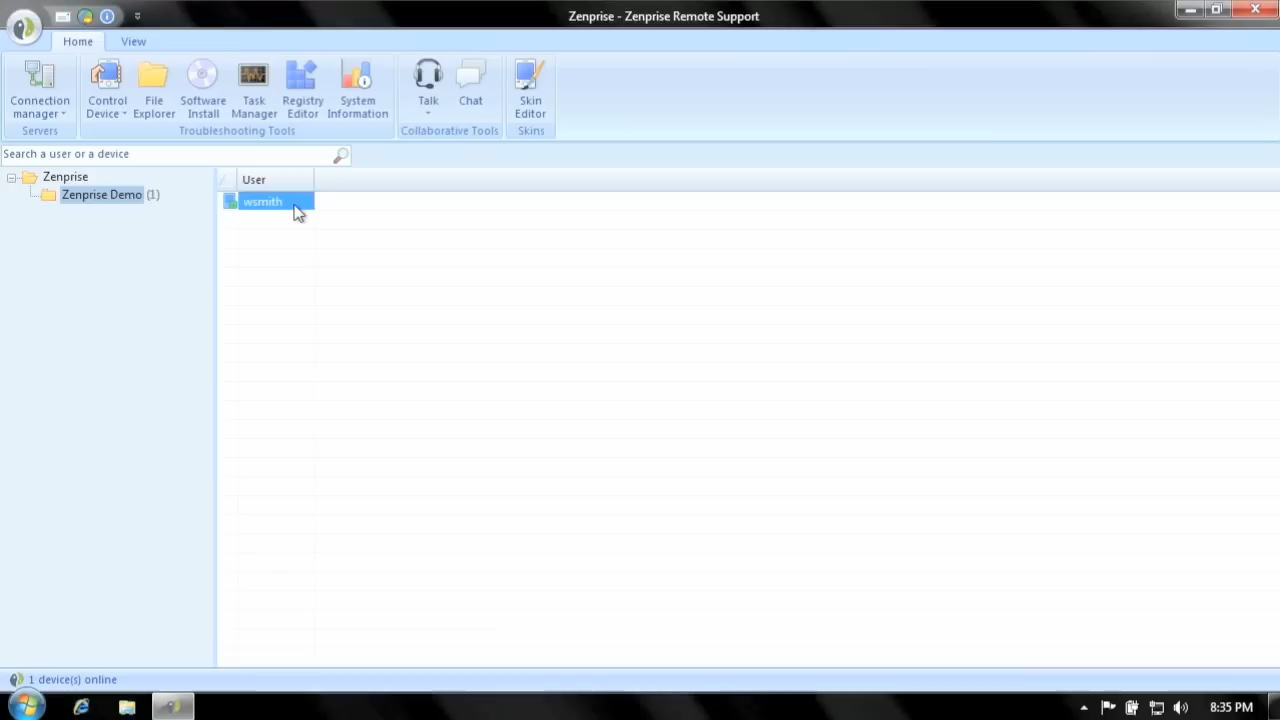 Zenprise - Zenprise Remote Support
Home View
Connection manager
Control Device
File Explorer
Software Install
Task Manager
Registry Editor
System Information
Talk
Chat
Skin Editor
Servers
Troubleshooting Tools
Collaborative Tools
Skins
Search a user or a device
Zenprise
Zenprise Demo (1)
User
wsmith
1 device(s) online
8:35 PM